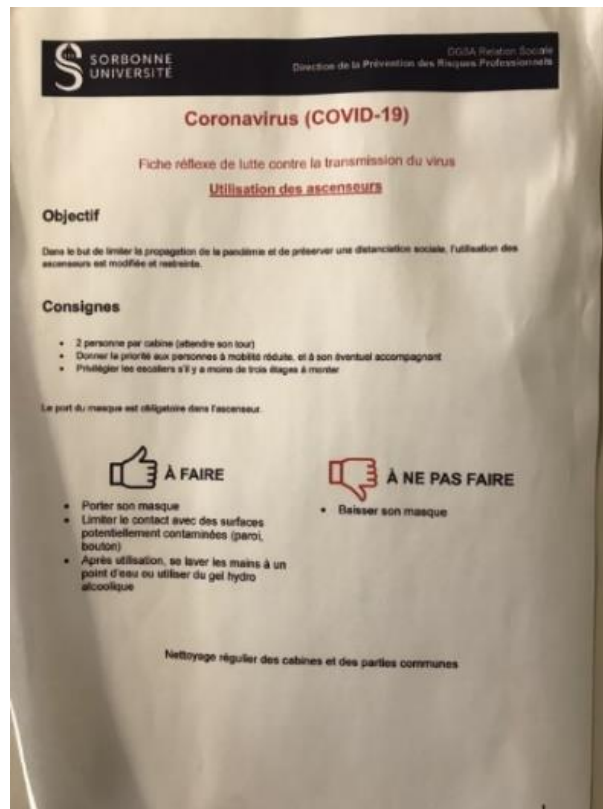 SORBONNE
UNIVERSITÉ
DGSA Relation Sociale
Direction de la Prévention des Risques Professionnels
Coronavirus (COVID-19)
Fiche réflexe de lutte contre la transmission du virus
Utilisation des ascenseurs
Objectif
Dans le but de limiter la propagation de la pandémie et de préserver une distanciation sociale, l'utilisation des
ascenseurs est modifiée et restreinte.
Consignes
• 2 personne par cabine (attendre son tour)
• Donner la priorité aux personnes à mobilité réduite, et à son éventuel accompagnant
• Privilégier les escaliers s'il y a moins de trois étages à monter
Le port du masque est obligatoire dans l'ascenseur.
À FAIRE
• Porter son masque
• Limiter le contact avec des surfaces
potentiellement contaminées (paroi,
bouton)
• Après utilisation, se laver les mains à un
point d'eau ou utiliser du gel hydro
alcoolique
À NE PAS FAIRE
• Baisser son masque
Nettoyage régulier des cabines et des parties communes